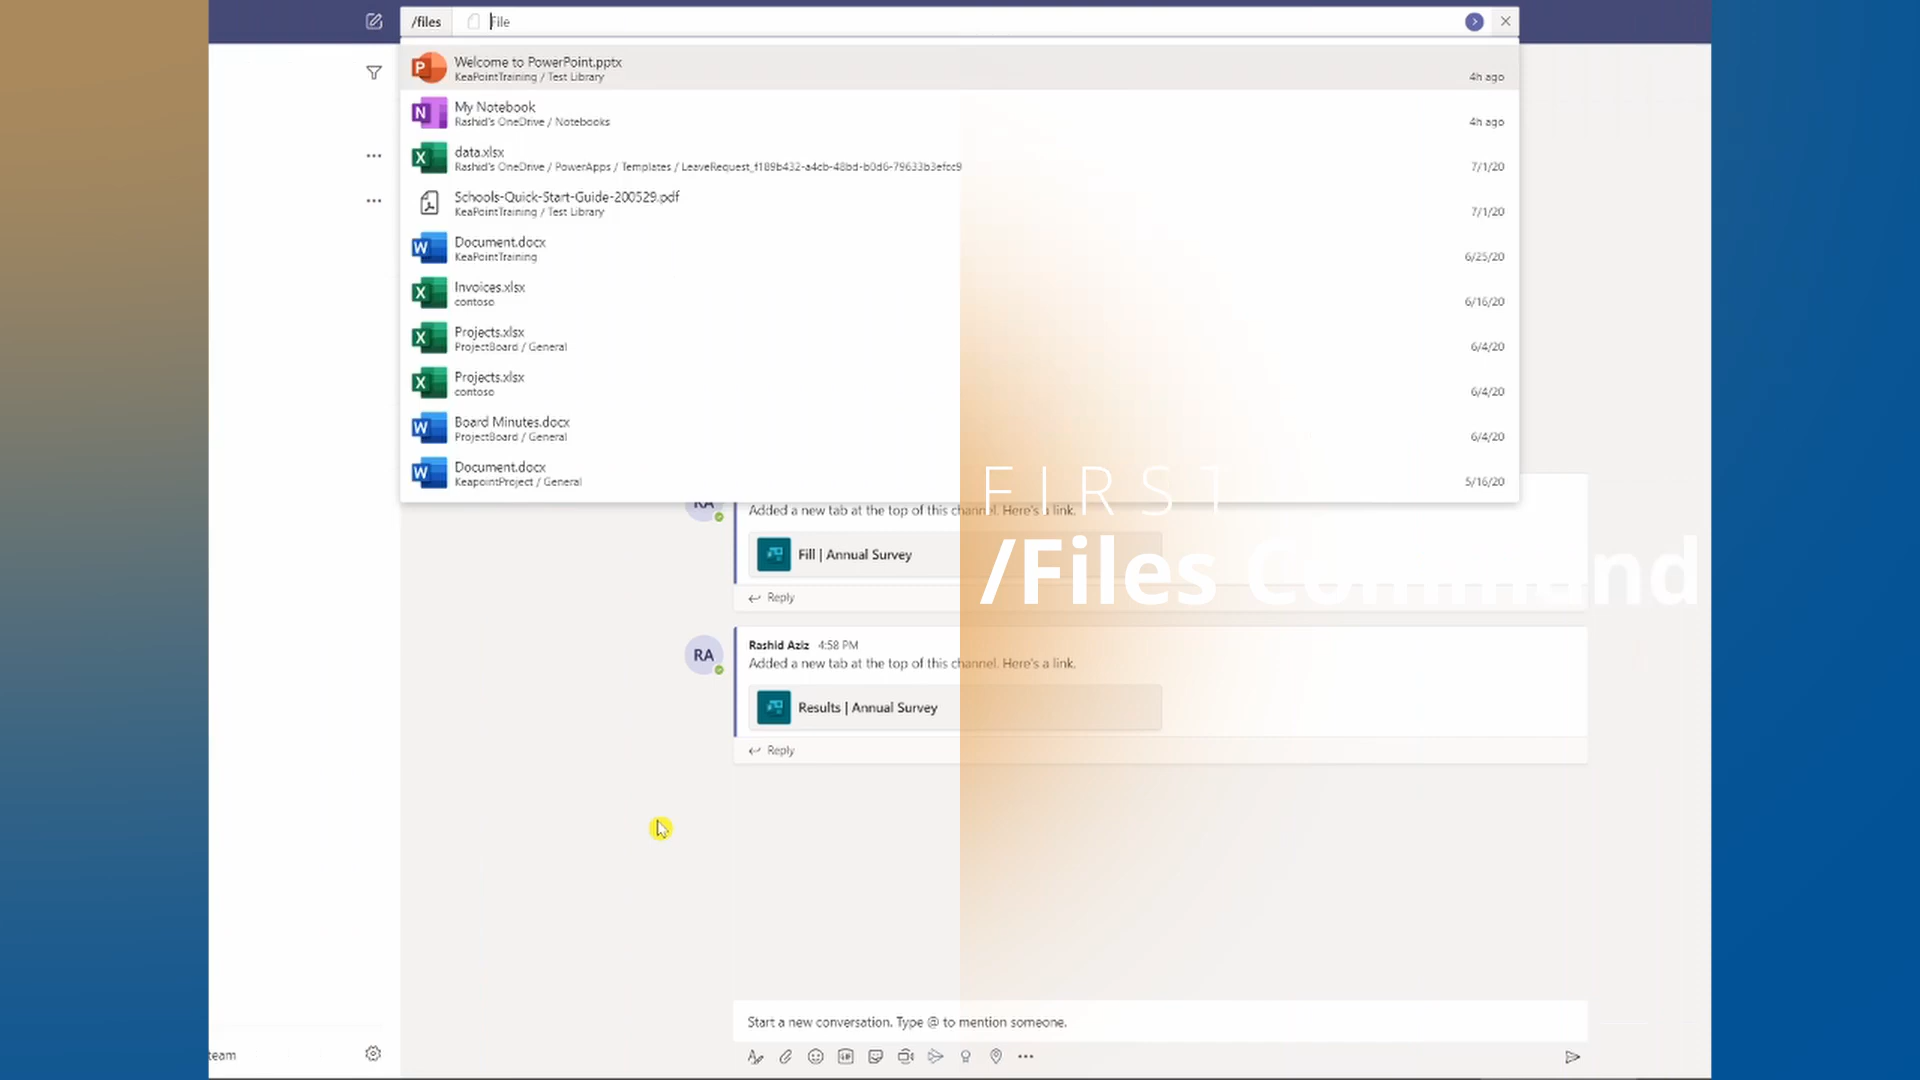 /files File
Welcome to PowerPoint.pptx
KeaPointTraining / Test Library
4h ago
My Notebook
Rashid's OneDrive / Notebooks
4h ago
data.xlsx
Rashid's OneDrive / PowerApps / Templates / LeaveRequest_f189b432-a4cb-48bd-b0d6-79633b3efcc9
7/1/20
Schools-Quick-Start-Guide-200529.pdf
KeaPointTraining / Test Library
7/1/20
Document.docx
KeaPointTraining
6/25/20
Invoices.xlsx
contoso
6/16/20
Projects.xlsx
ProjectBoard / General
6/4/20
Projects.xlsx
contoso
6/4/20
Board Minutes.docx
ProjectBoard / General
6/4/20
Document.docx
KeapointProject / General
5/16/20
FIRST
/Files Command
RA
Added a new tab at the top of this channel. Here's a link.
Fill | Annual Survey
Reply
RA
Rashid Aziz 4:58 PM
Added a new tab at the top of this channel. Here's a link.
Results | Annual Survey
Reply
Start a new conversation. Type @ to mention someone.
team